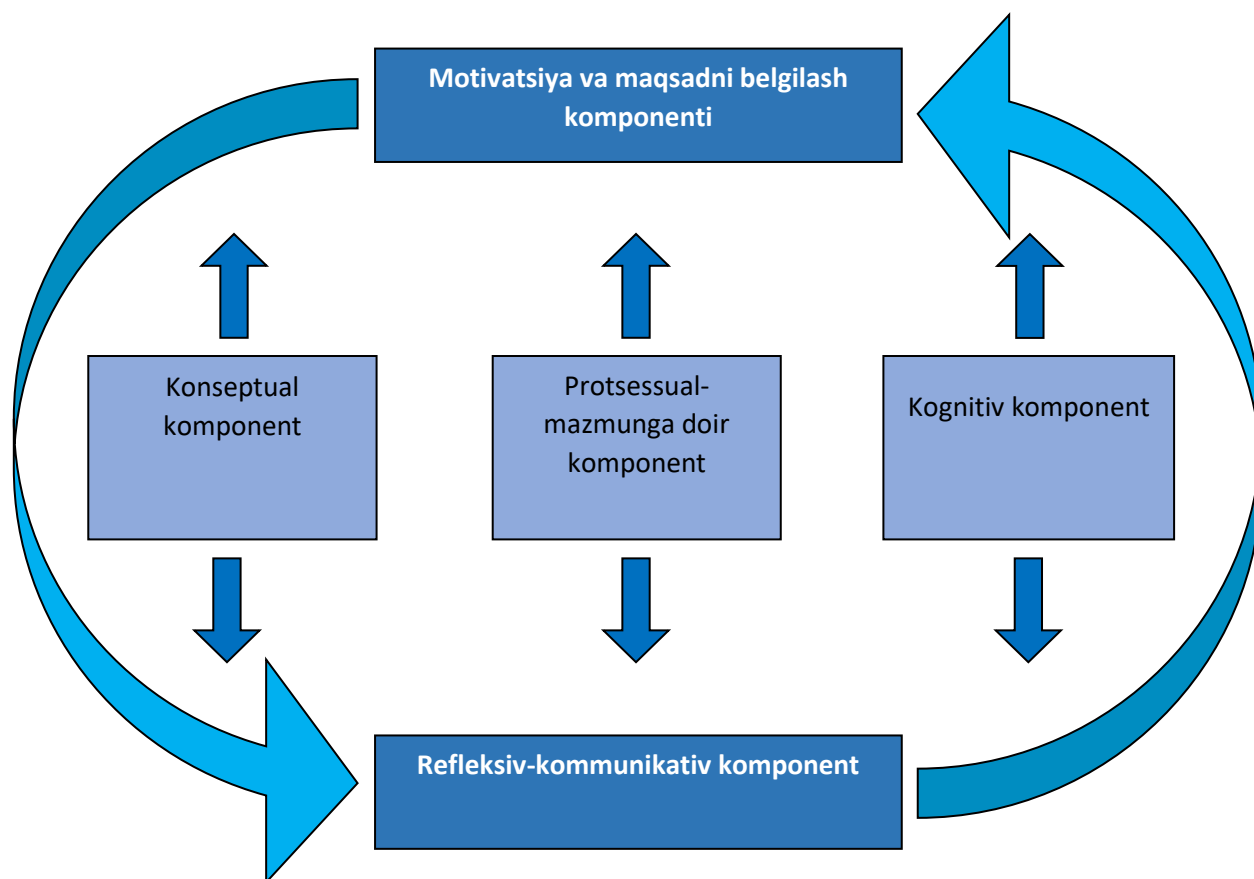 Motivatsiya va maqsadni belgilash
komponenti
Konseptual
komponent
Protsessual-
mazmunga doir
komponent
Kognitiv komponent
Refleksiv-kommunikativ komponent